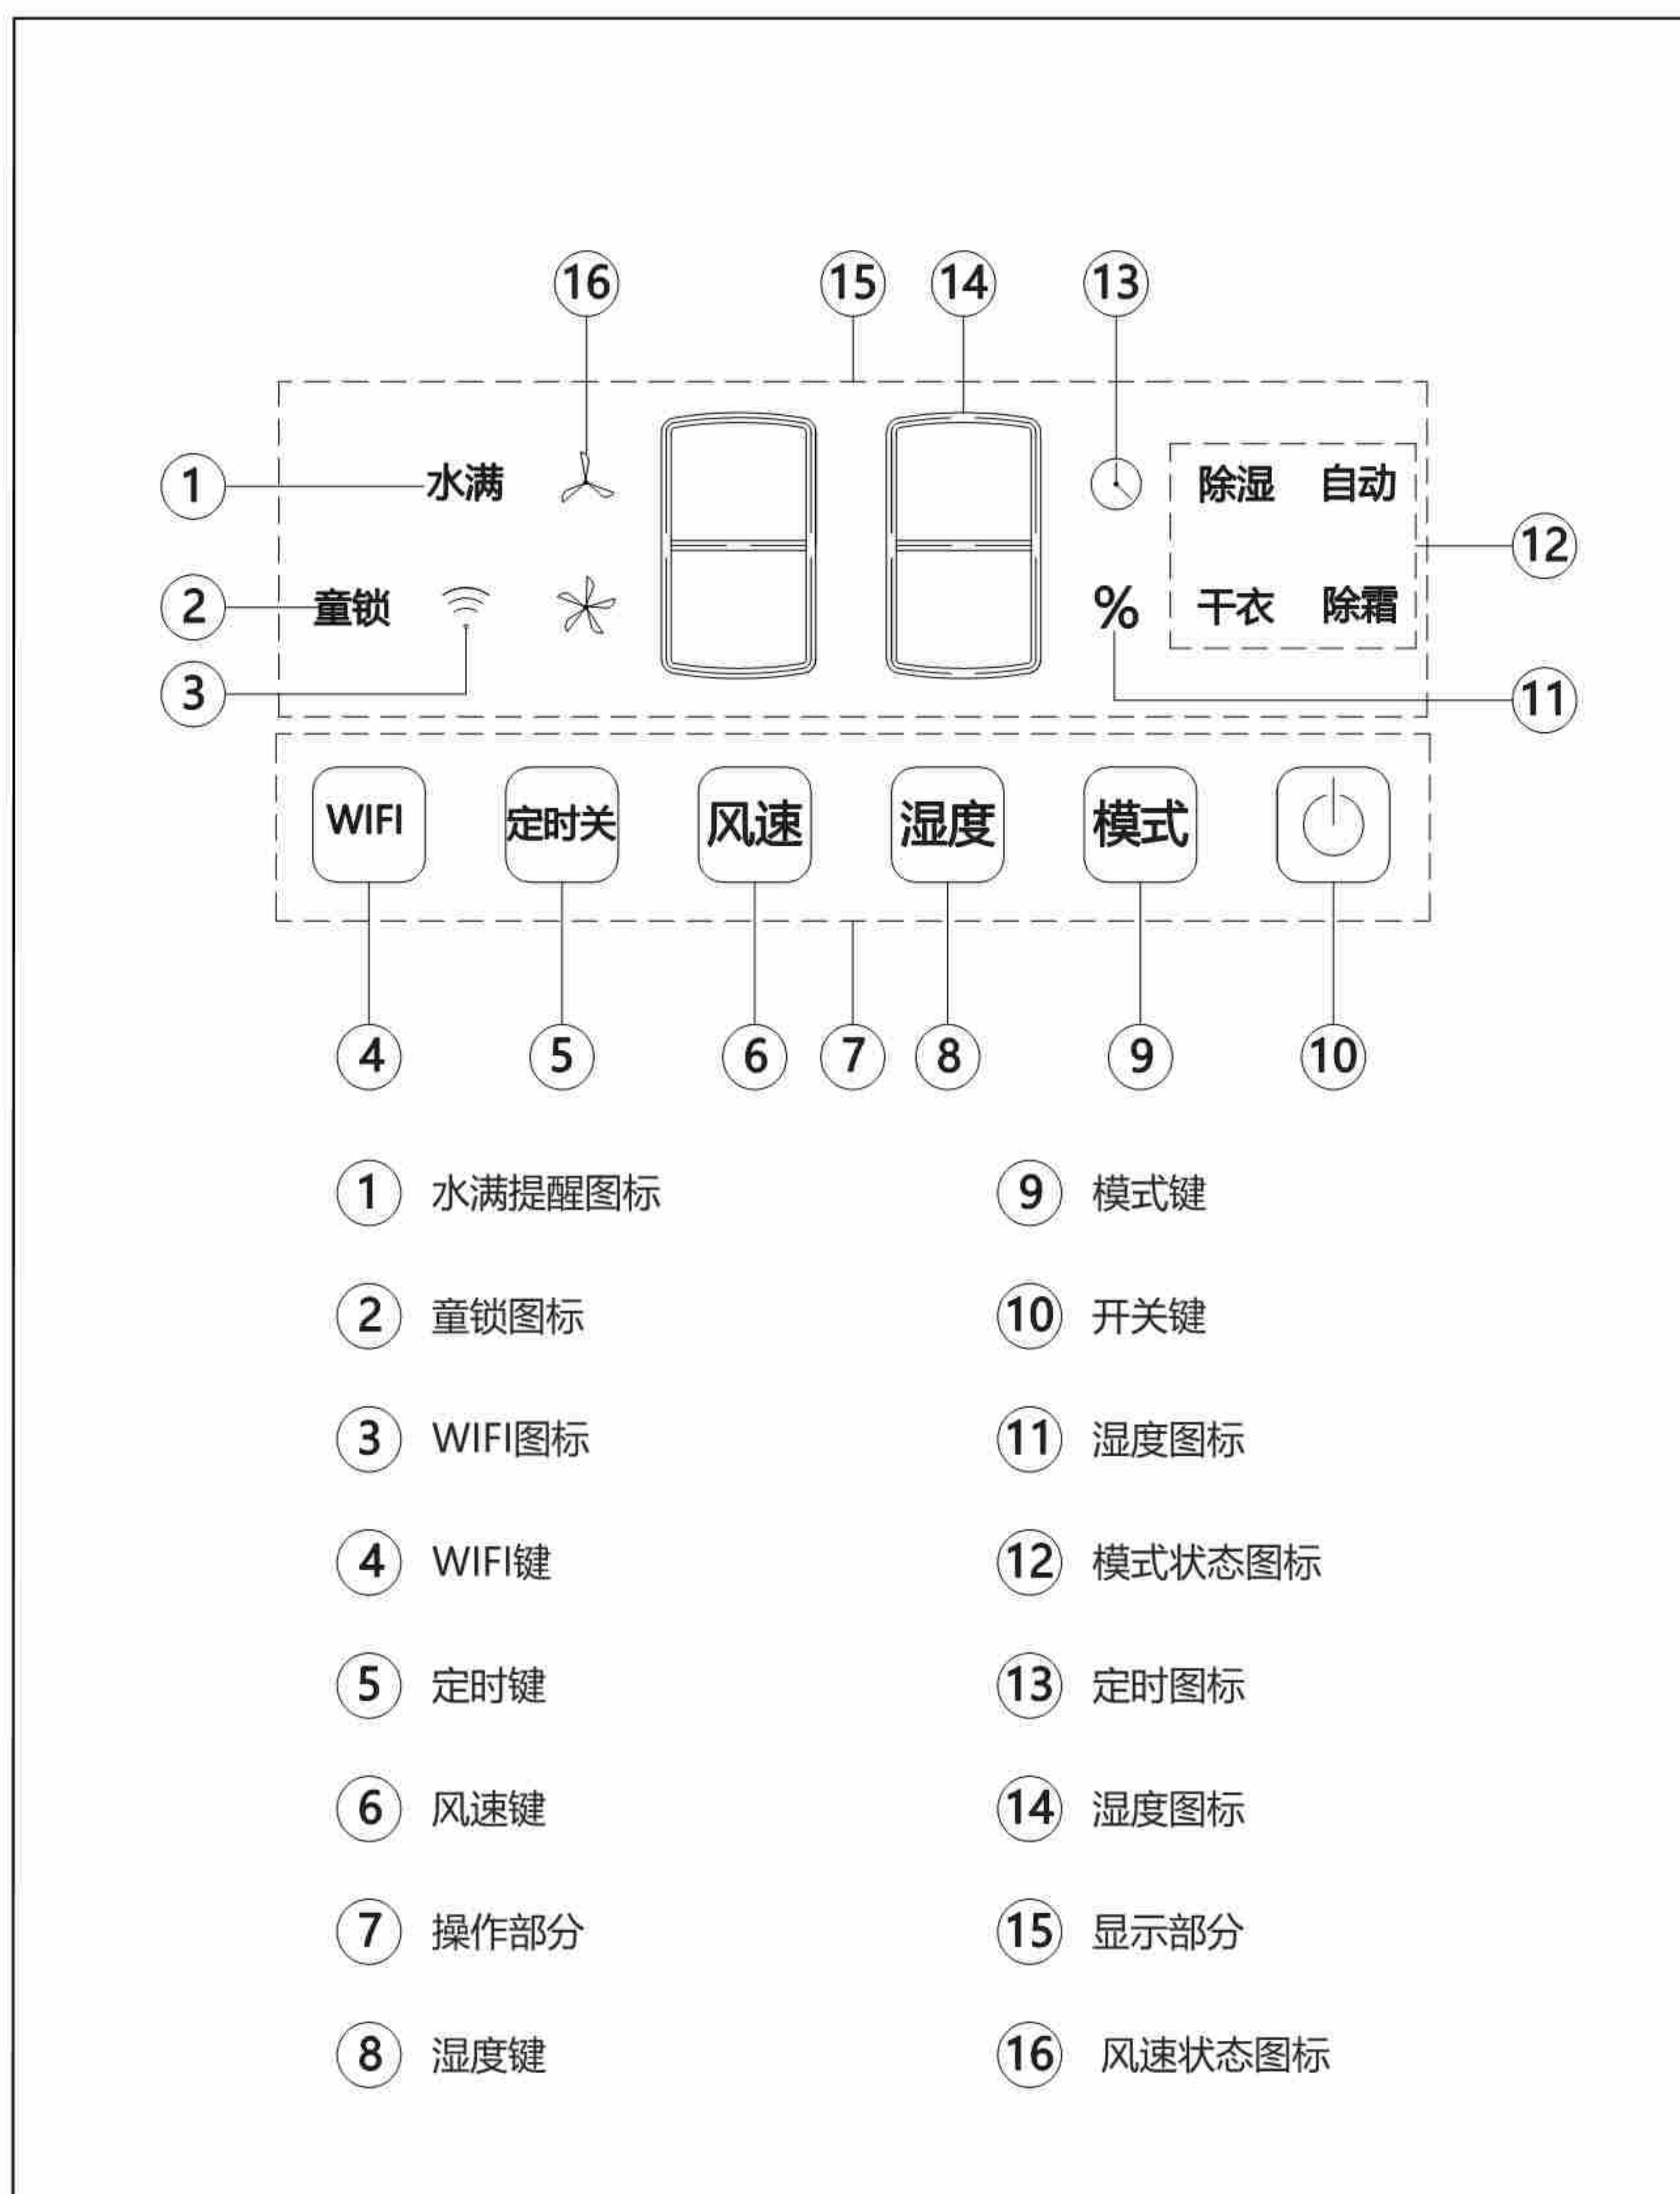 16 15 14 13
1 水满 除湿 自动
12
2 童锁 % 干衣 除霜
3 11
WIFI 定时关 风速 湿度 模式
4 5 6 7 8 9 10
1 水满提醒图标
2 童锁图标
3 WIFI图标
4 WIFI键
5 定时键
6 风速键
7 操作部分
8 湿度键
9 模式键
10 开关键
11 湿度图标
12 模式状态图标
13 定时图标
14 湿度图标
15 显示部分
16 风速状态图标